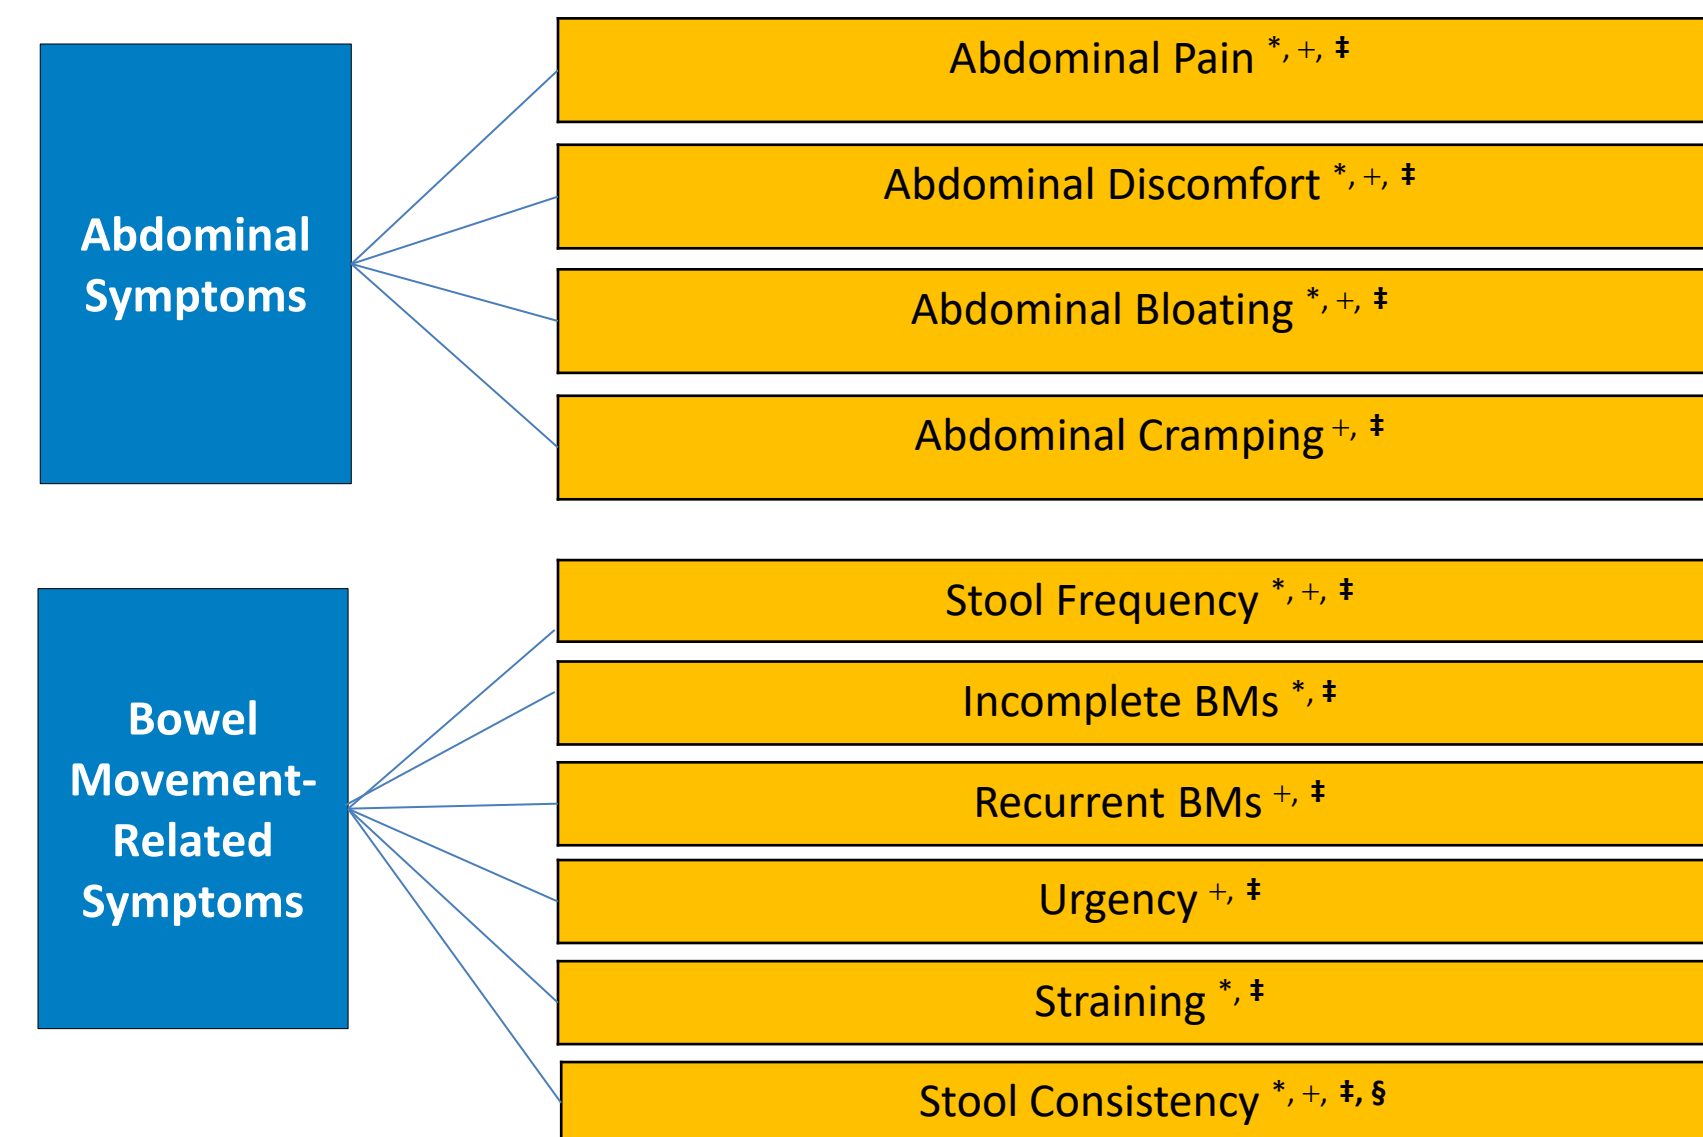 Abdominal
Symptoms
Abdominal Pain *, +, ‡
Abdominal Discomfort *, +, ‡
Abdominal Bloating *, +, ‡
Abdominal Cramping +, ‡
Bowel
Movement-
Related
Symptoms
Stool Frequency *, +, ‡
Incomplete BMs *, ‡
Recurrent BMs +, ‡
Urgency +, ‡
Straining *, ‡
Stool Consistency *, +, ‡, §